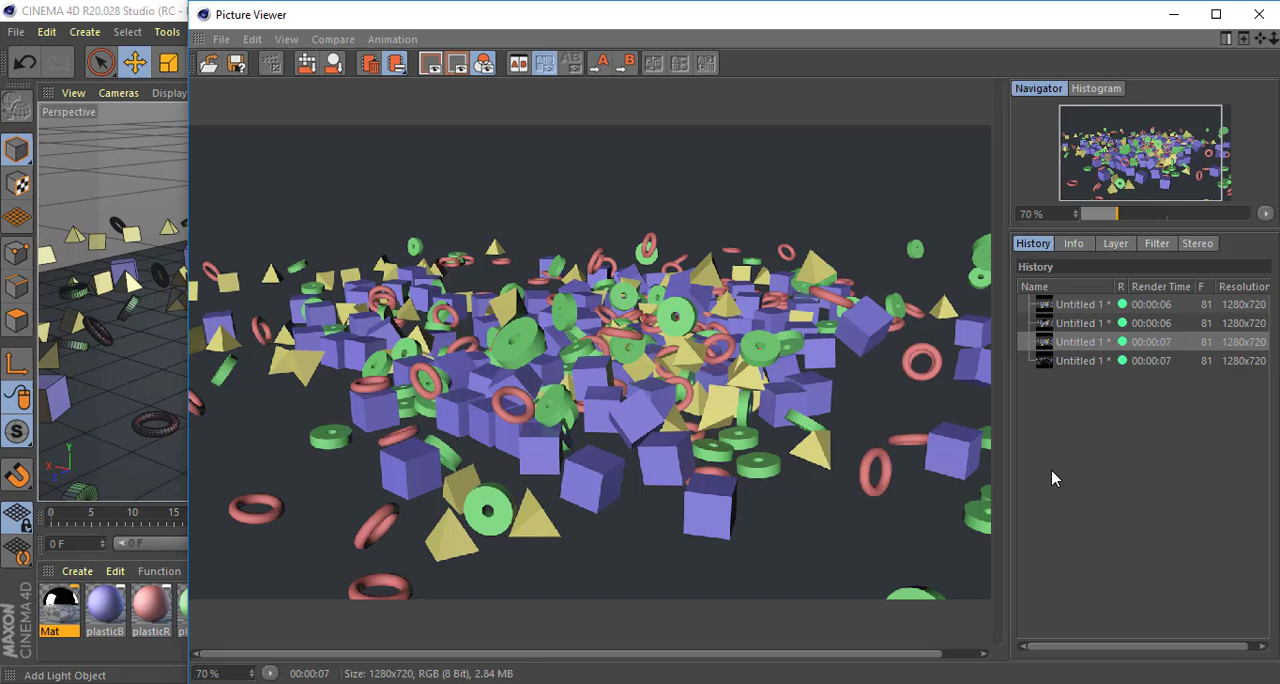 CINEMA 4D R20.028 Studio (RC -
Picture Viewer
File Edit Create Select Tools
File Edit View Compare Animation
View Cameras Display
Perspective
Navigator Histogram
70 %
History Info Layer Filter Stereo
History
Name R Render Time F Resolution
Untitled 1 * 00:00:06 81 1280x720
Untitled 1 * 00:00:06 81 1280x720
Untitled 1 * 00:00:07 81 1280x720
Untitled 1 * 00:00:07 81 1280x720
0 5 10 15
0 F 0 F
Create Edit Function
Mat plasticB plasticR pl
MAXON CINEMA 4D
Add Light Object
70 % 00:00:07 Size: 1280x720, RGB (8 Bit), 2.84 MB